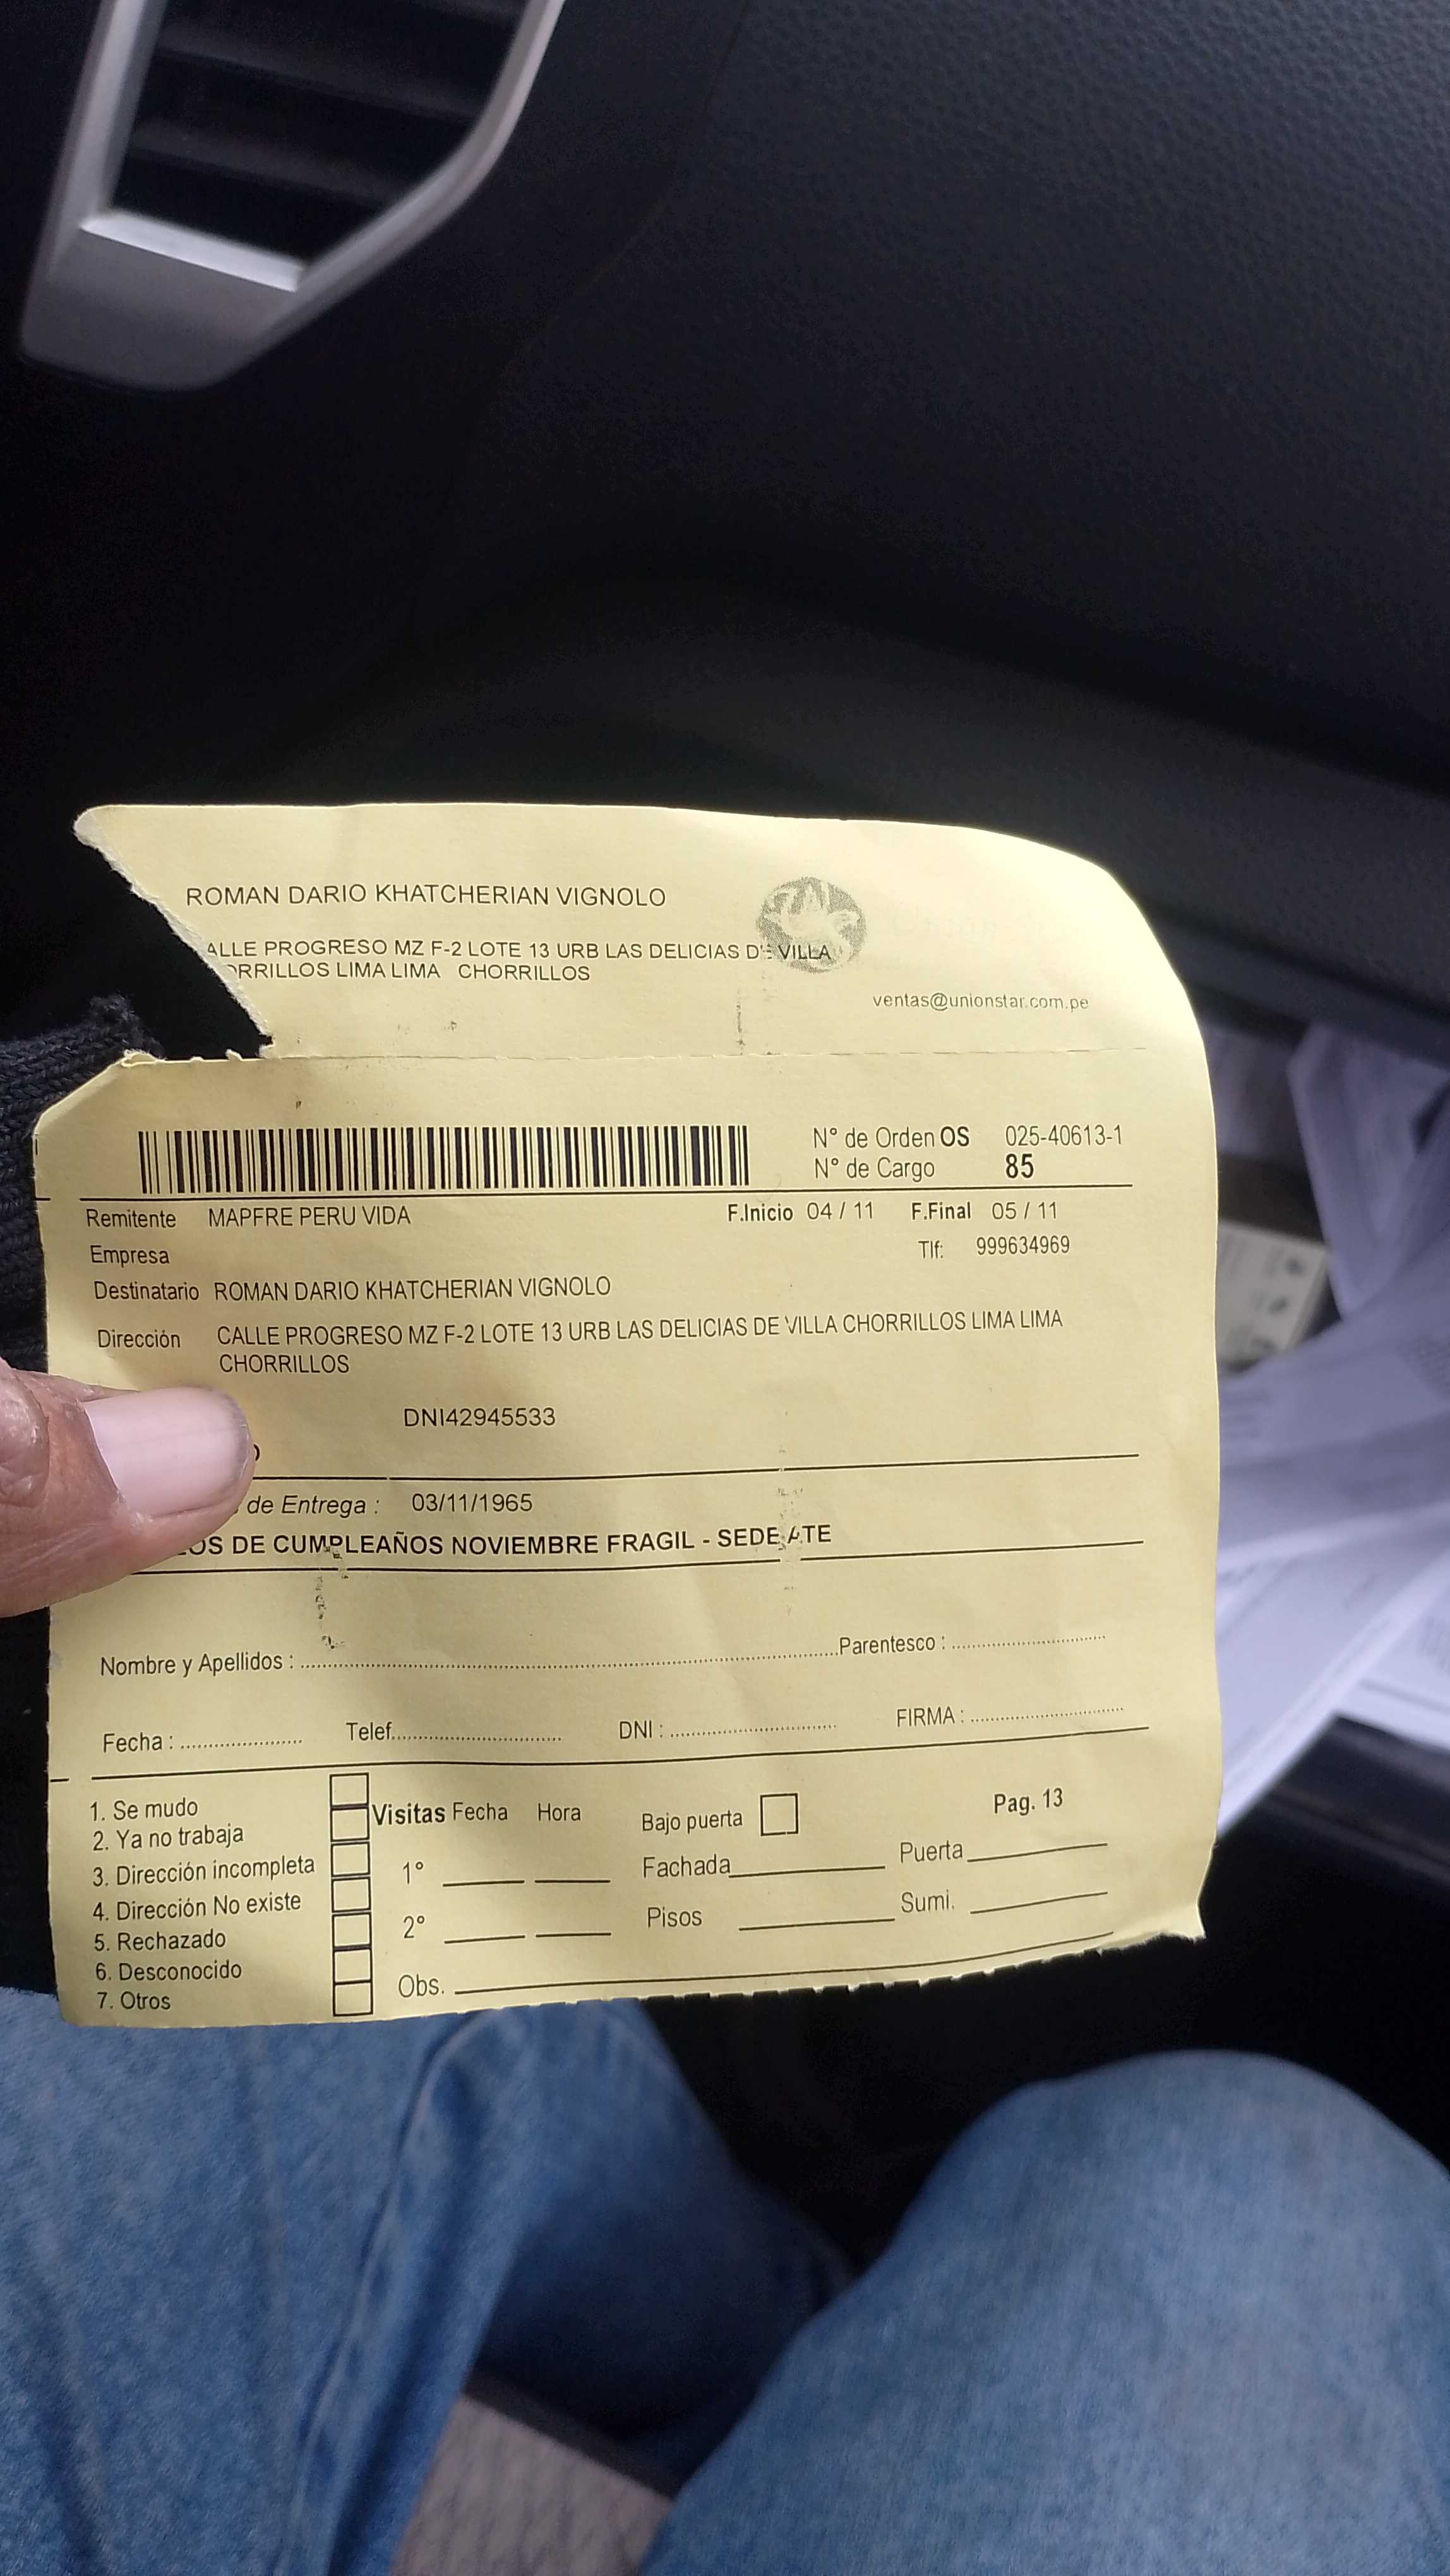 ROMAN DARIO KHATCHERIAN VIGNOLO
ALLE PROGRESO MZ F-2 LOTE 13 URB LAS DELICIAS DE VILLA
ORRILLOS LIMA LIMA CHORRILLOS
ventas@unionstar.com.pe
N° de Orden OS 025-40613-1
N° de Cargo 85
Remitente MAPFRE PERU VIDA F.Inicio 04 / 11 F.Final 05 / 11
Empresa Tlf: 999634969
Destinatario ROMAN DARIO KHATCHERIAN VIGNOLO
Dirección CALLE PROGRESO MZ F-2 LOTE 13 URB LAS DELICIAS DE VILLA CHORRILLOS LIMA LIMA
CHORRILLOS
DNI42945533
de Entrega : 03/11/1965
OS DE CUMPLEAÑOS NOVIEMBRE FRAGIL - SEDE ATE
Nombre y Apellidos : Parentesco :
Fecha : Telef. DNI : FIRMA :
1. Se mudo
2. Ya no trabaja
3. Dirección incompleta
4. Dirección No existe
5. Rechazado
6. Desconocido
7. Otros
Visitas Fecha Hora
1°
2°
Obs.
Bajo puerta
Fachada
Pisos
Pag. 13
Puerta
Sumi.